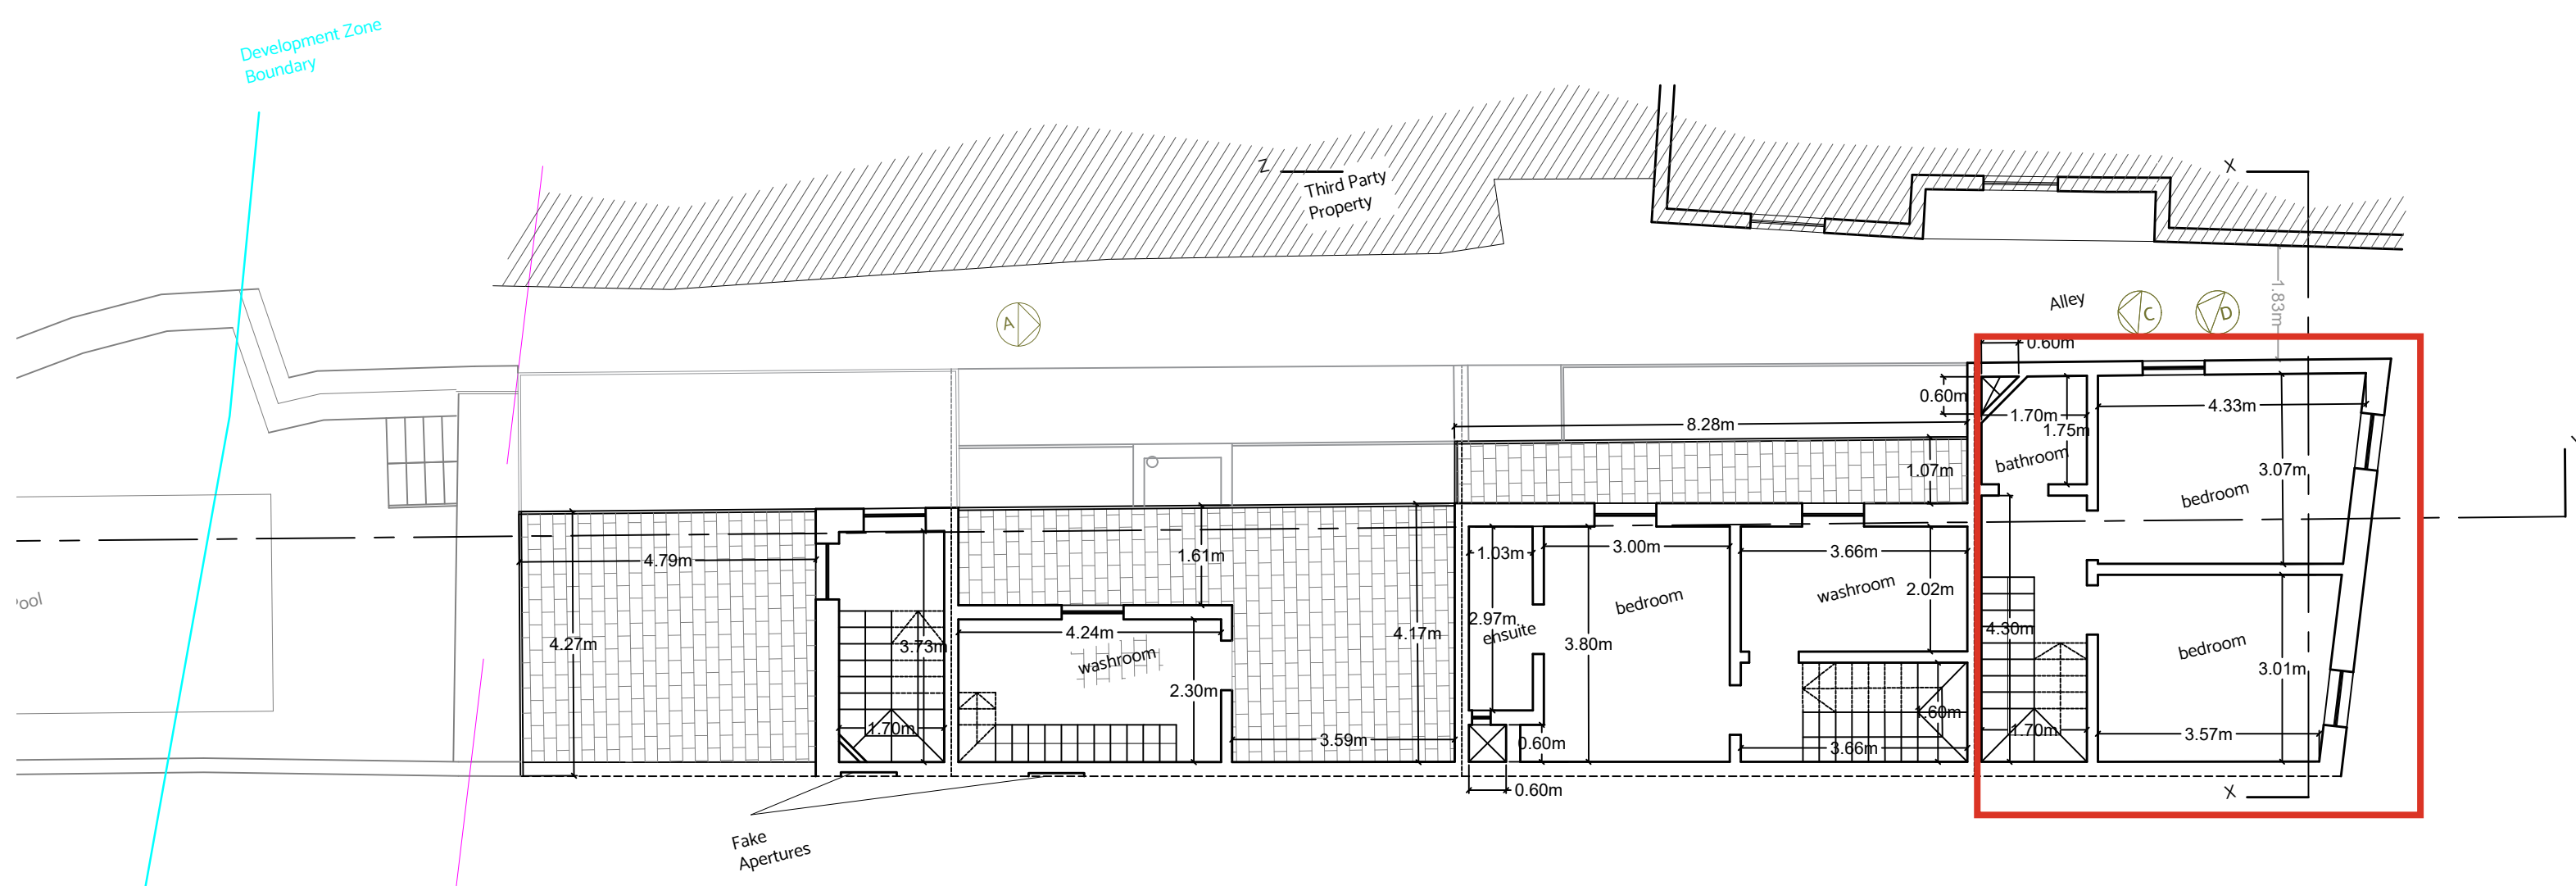 Development Zone
Boundary
Z
Third Party
Property
X
A
Alley
C
D
1.83m
0.60m
0.60m
8.28m
1.70m
1.75m
4.33m
bathroom
1.07m
3.07m
bedroom
4.79m
1.61m
1.03m
3.00m
3.66m
2.02m
bedroom
washroom
4.27m
3.73m
4.24m
washroom
4.17m
2.97m
ensuite
3.80m
4.30m
bedroom
3.01m
2.30m
1.70m
3.59m
0.60m
3.66m
1.60m
1.70m
3.57m
0.60m
X
Fake
Apertures